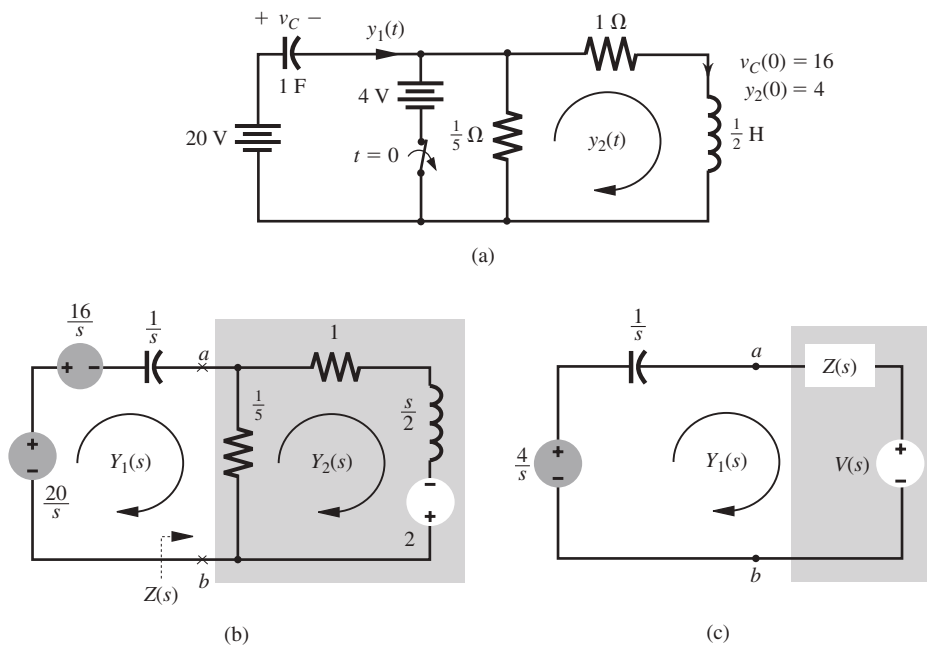 + v_C −
y_1(t)
1 F
1 Ω
v_C(0) = 16
y_2(0) = 4
4 V
20 V
t = 0
1/5 Ω
y_2(t)
1/2 H
(a)
16/s
1/s
+ −
a
1
1/5
s/2
+
−
20/s
Y_1(s)
Y_2(s)
−
+
2
Z(s)
b
(b)
1/s
a
Z(s)
4/s
+
−
Y_1(s)
V(s)
+
−
b
(c)